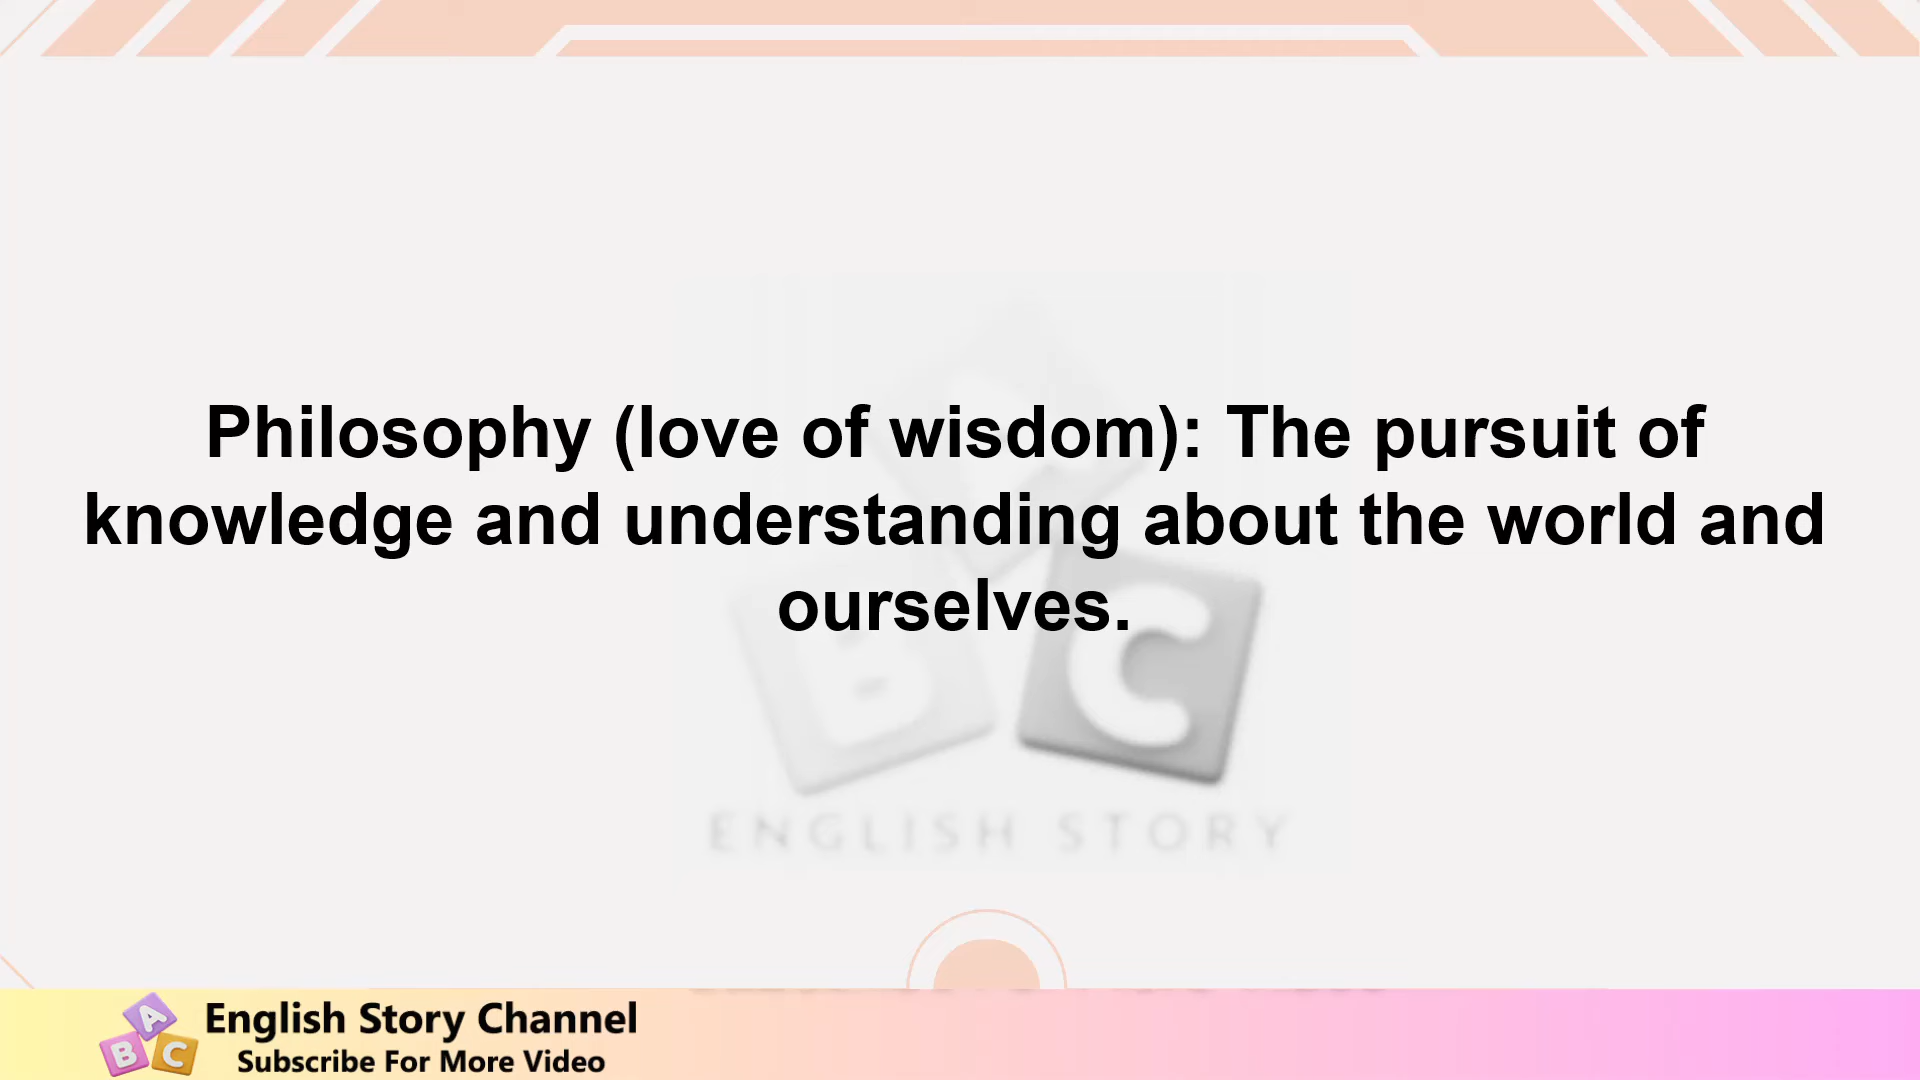 Philosophy (love of wisdom): The pursuit of
knowledge and understanding about the world and
ourselves.
A
B
C
ENGLISH STORY
A
B
C
English Story Channel
Subscribe For More Video